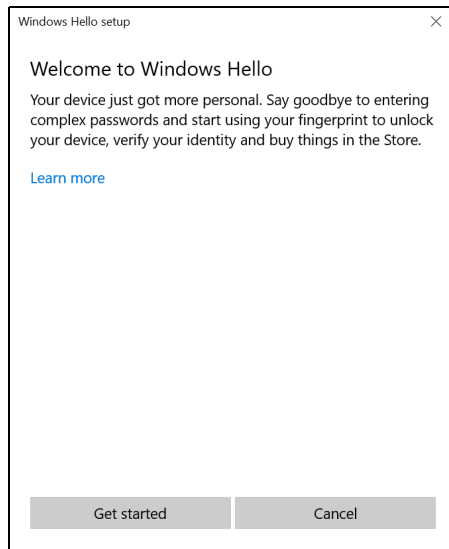 Windows Hello setup
Welcome to Windows Hello
Your device just got more personal. Say goodbye to entering
complex passwords and start using your fingerprint to unlock
your device, verify your identity and buy things in the Store.
Learn more
Get started
Cancel